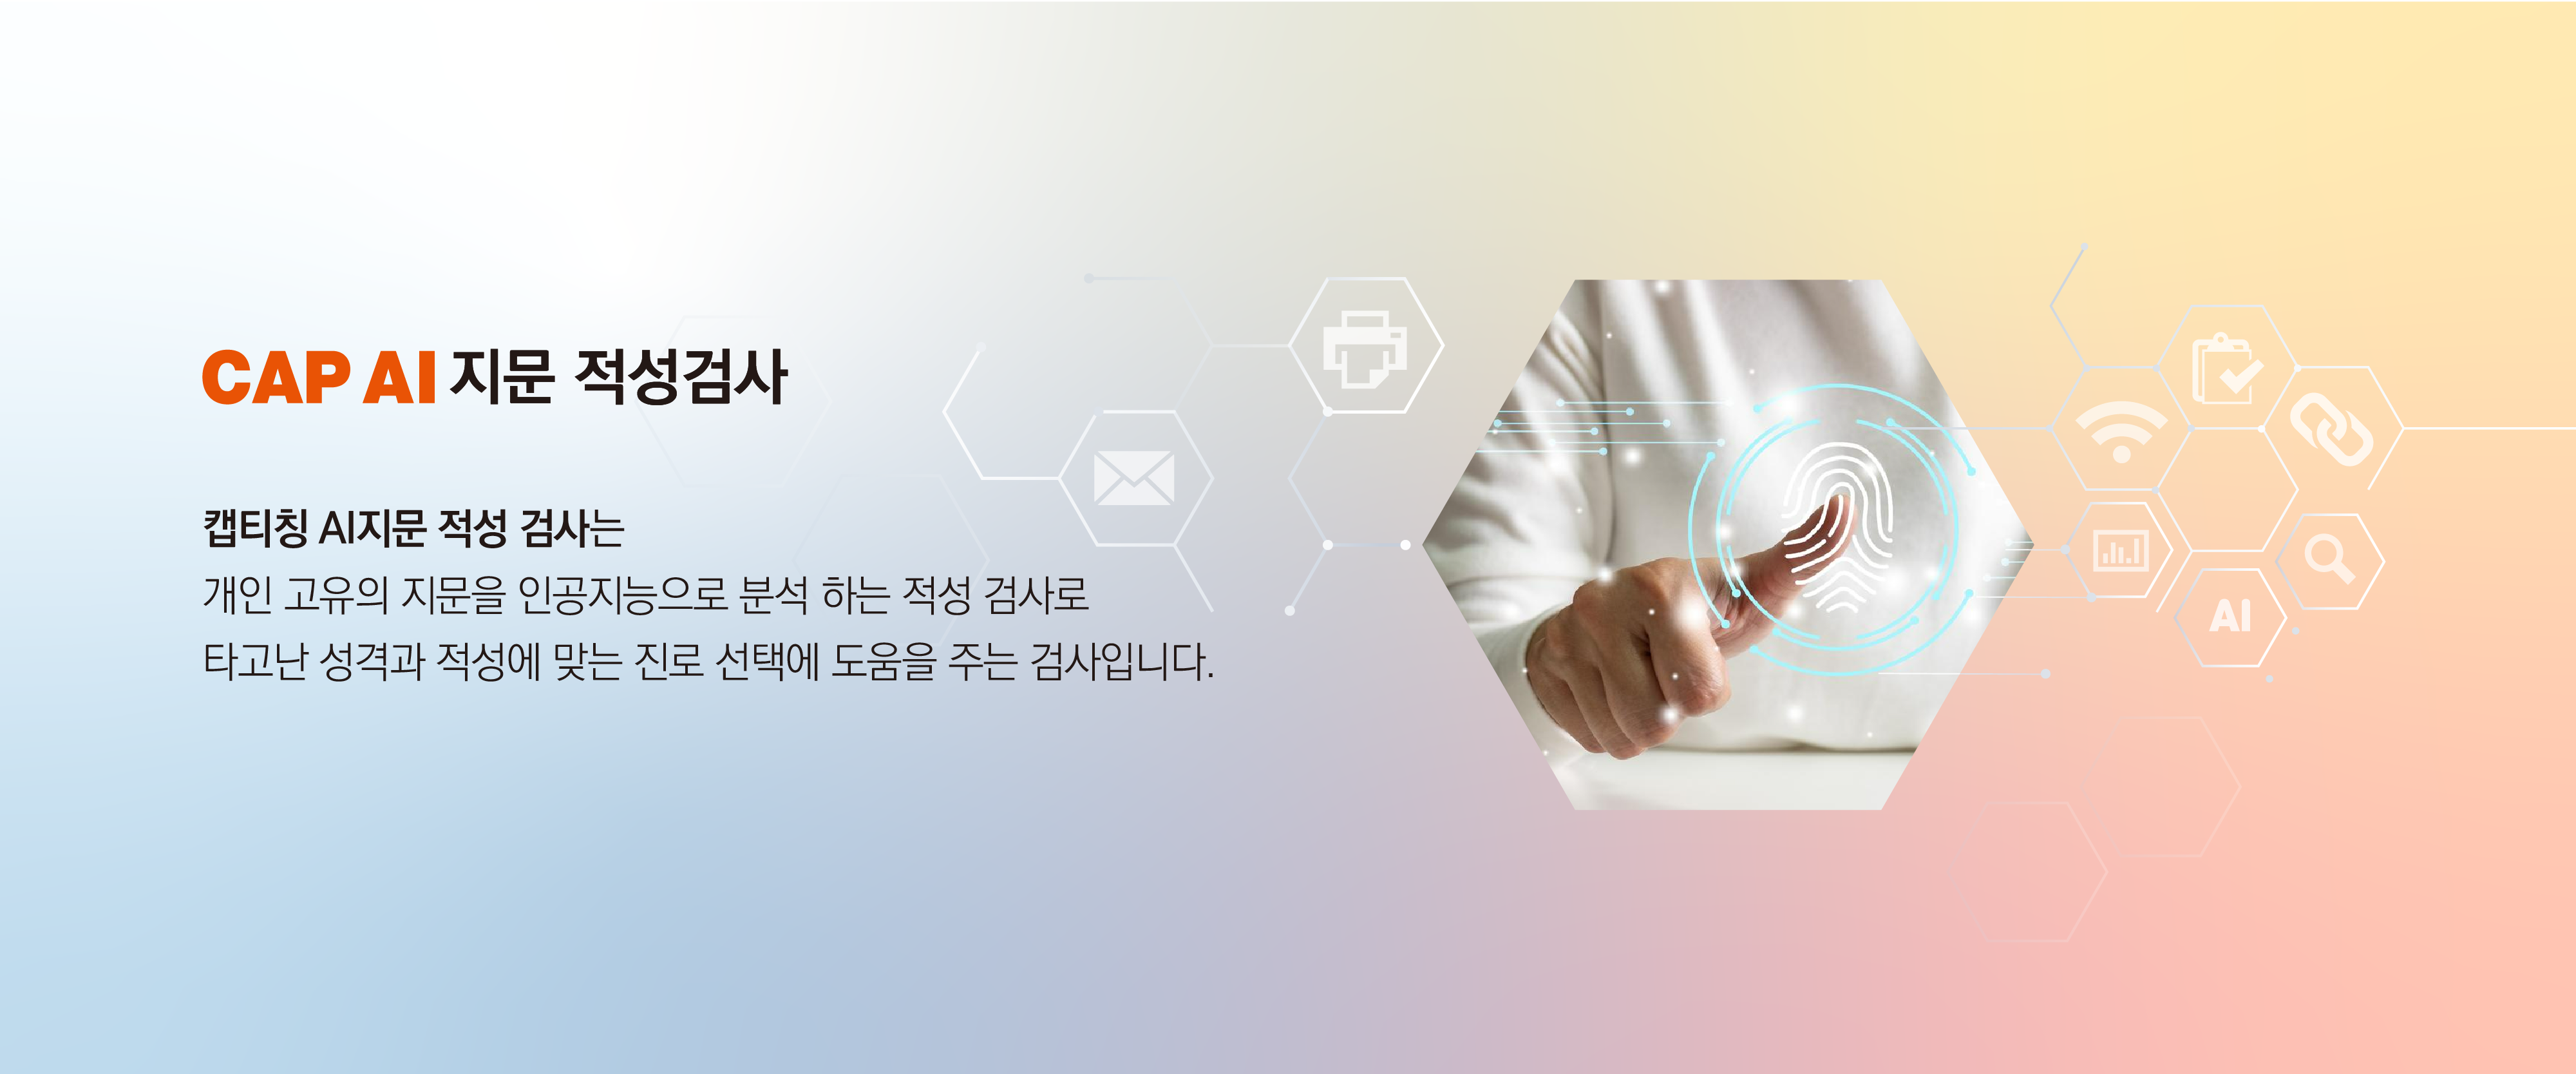 CAP AI 지문 적성검사
캡티칭 AI지문 적성 검사는
개인 고유의 지문을 인공지능으로 분석 하는 적성 검사로
타고난 성격과 적성에 맞는 진로 선택에 도움을 주는 검사입니다.
AI